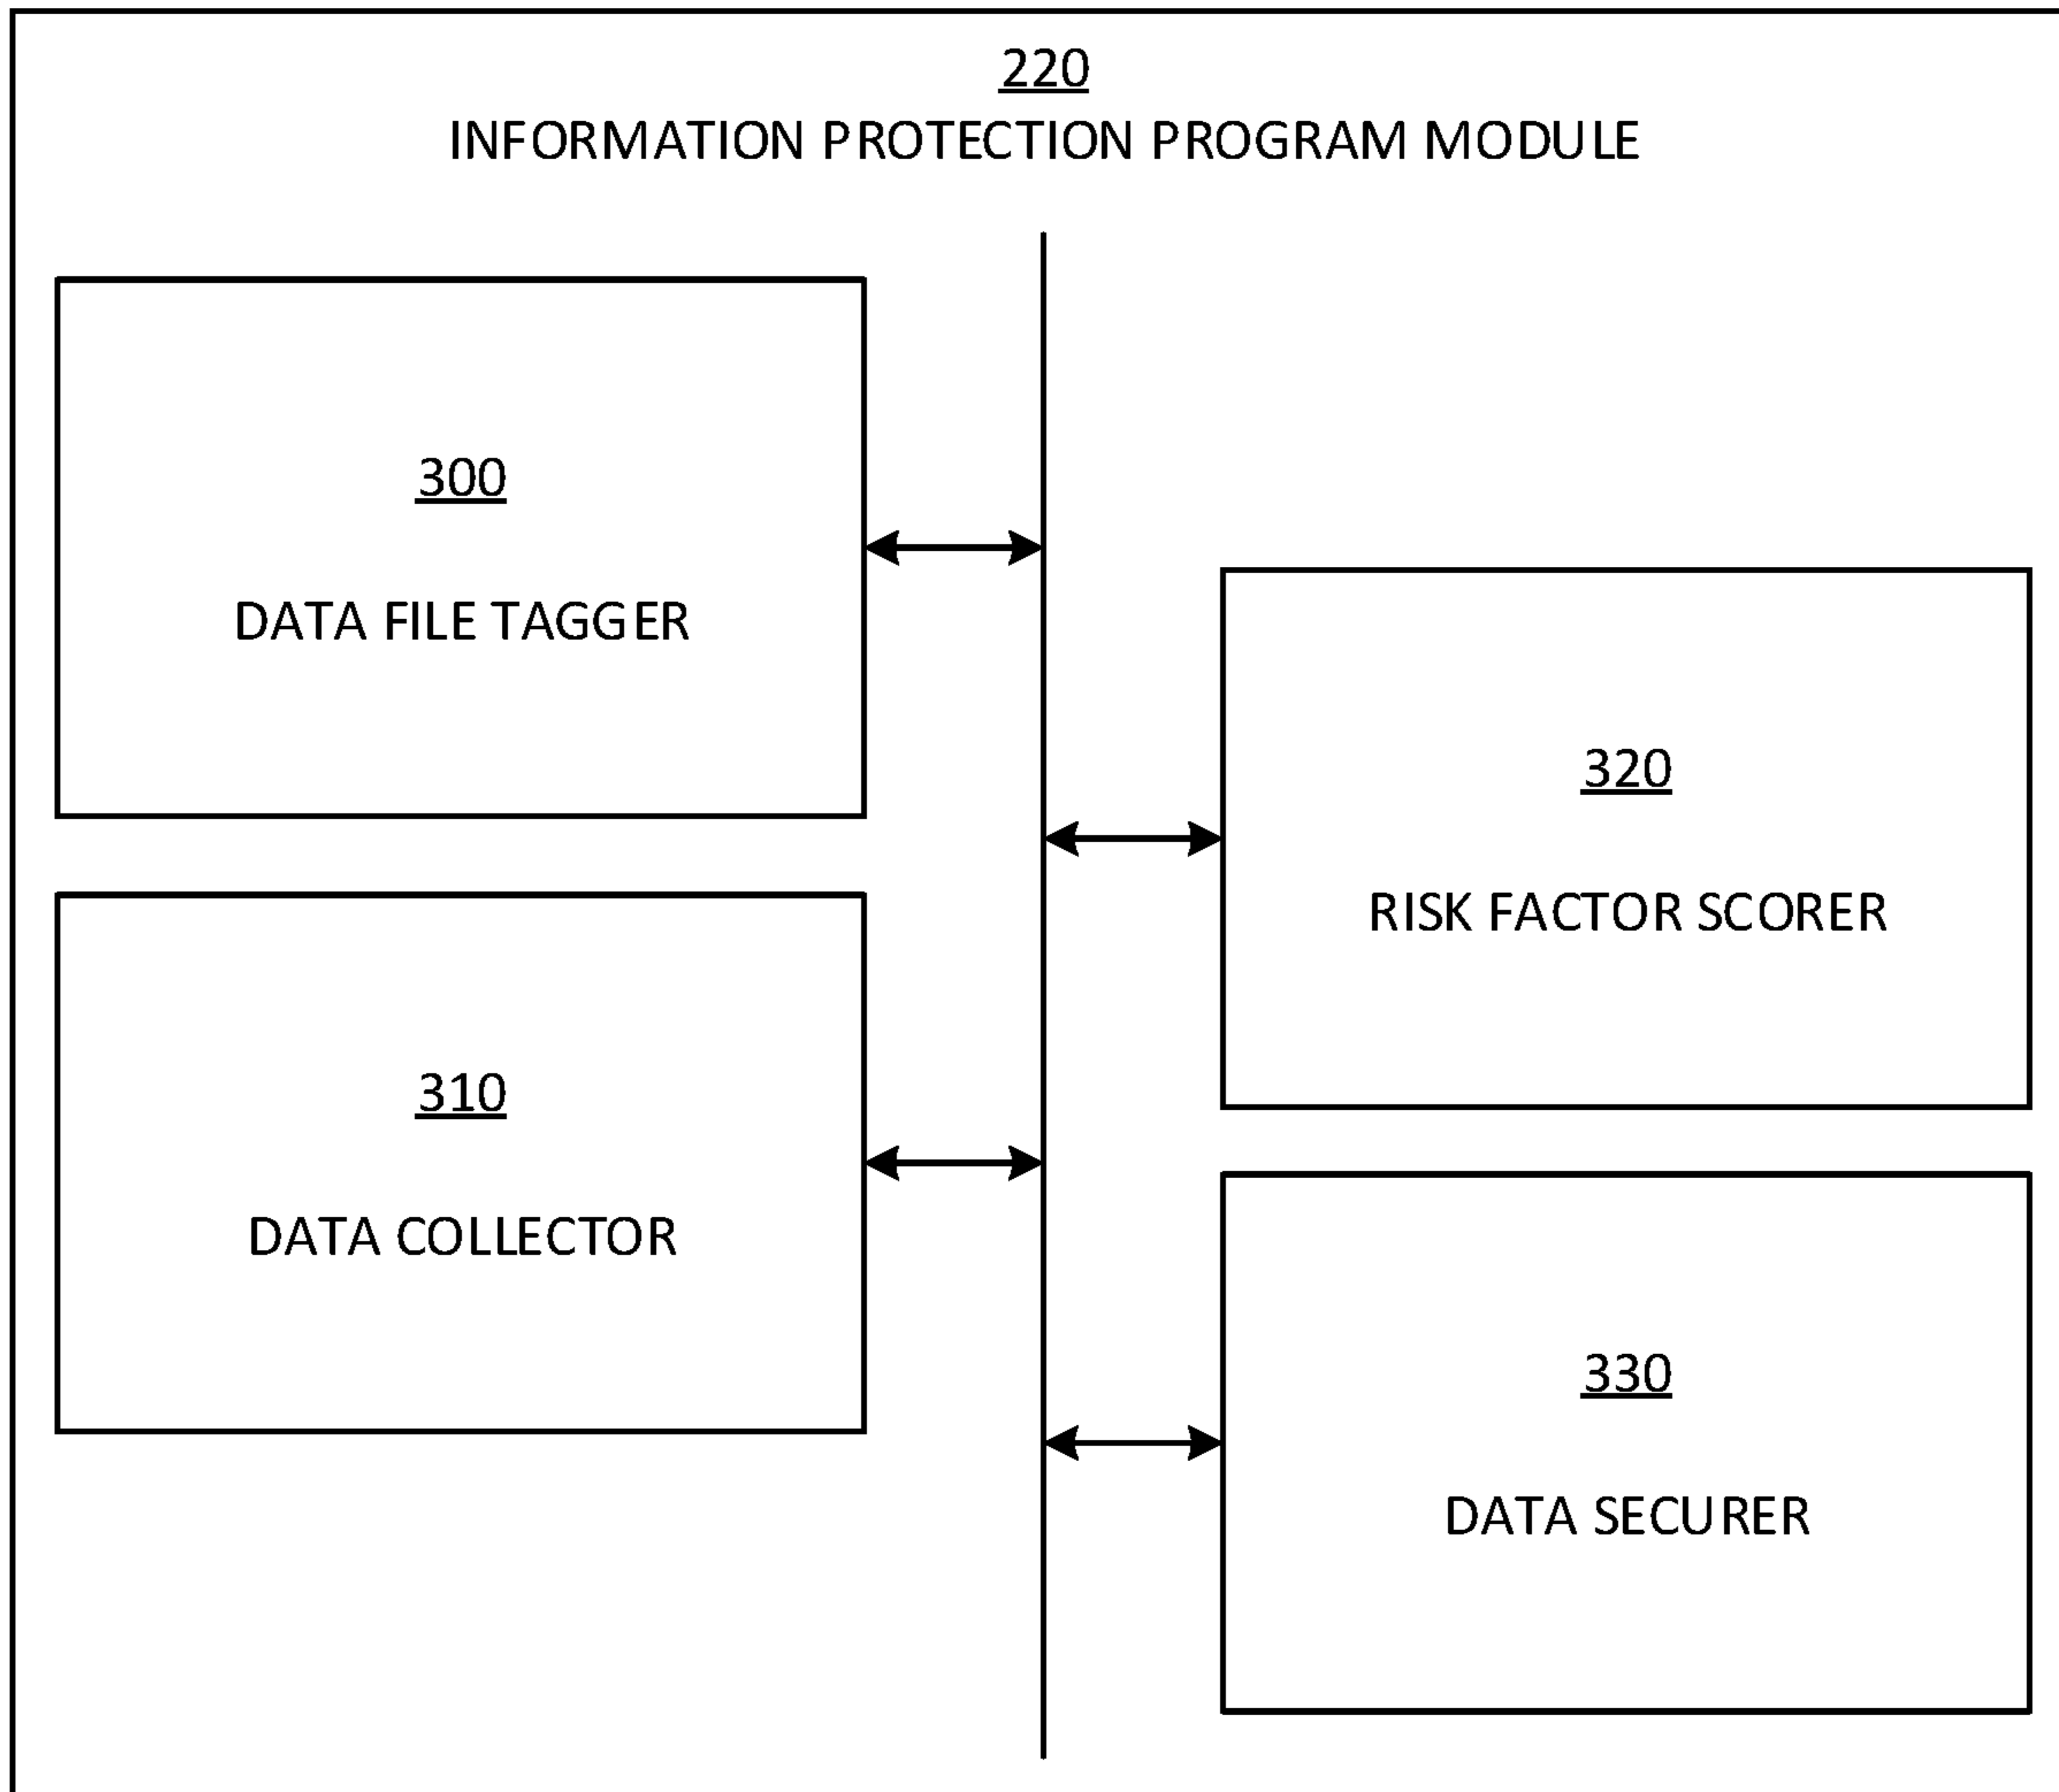 220
INFORMATION PROTECTION PROGRAM MODULE
300
DATA FILE TAGGER
310
DATA COLLECTOR
320
RISK FACTOR SCORER
330
DATA SECURER